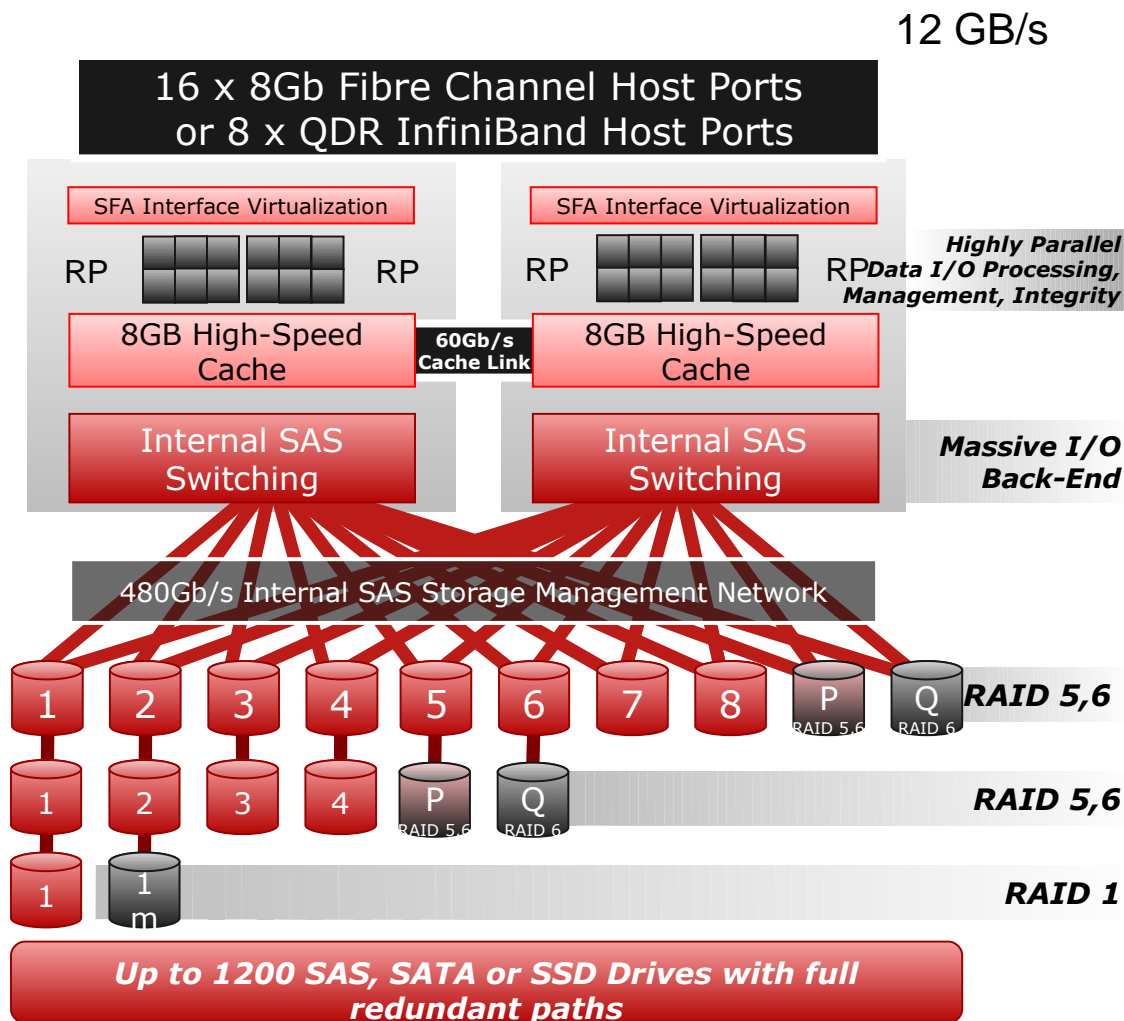 12 GB/s
16 x 8Gb Fibre Channel Host Ports
or 8 x QDR InfiniBand Host Ports
SFA Interface Virtualization
SFA Interface Virtualization
RP
RP
RP
RP
Highly Parallel
Data I/O Processing,
Management, Integrity
8GB High-Speed
Cache
60Gb/s
Cache Link
8GB High-Speed
Cache
Internal SAS
Switching
Internal SAS
Switching
Massive I/O
Back-End
480Gb/s Internal SAS Storage Management Network
1
2
3
4
5
6
7
8
P
RAID 5,6
Q
RAID 6
RAID 5,6
1
2
3
4
P
RAID 5,6
Q
RAID 6
RAID 5,6
1
1
m
RAID 1
Up to 1200 SAS, SATA or SSD Drives with full
redundant paths